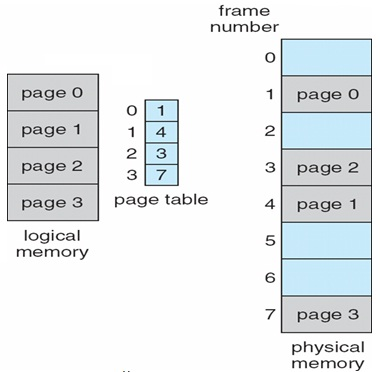 frame
number
0
1 page 0
2
3 page 2
4 page 1
5
6
7 page 3
physical
memory
page 0
page 1
page 2
page 3
logical
memory
0 1
1 4
2 3
3 7
page table